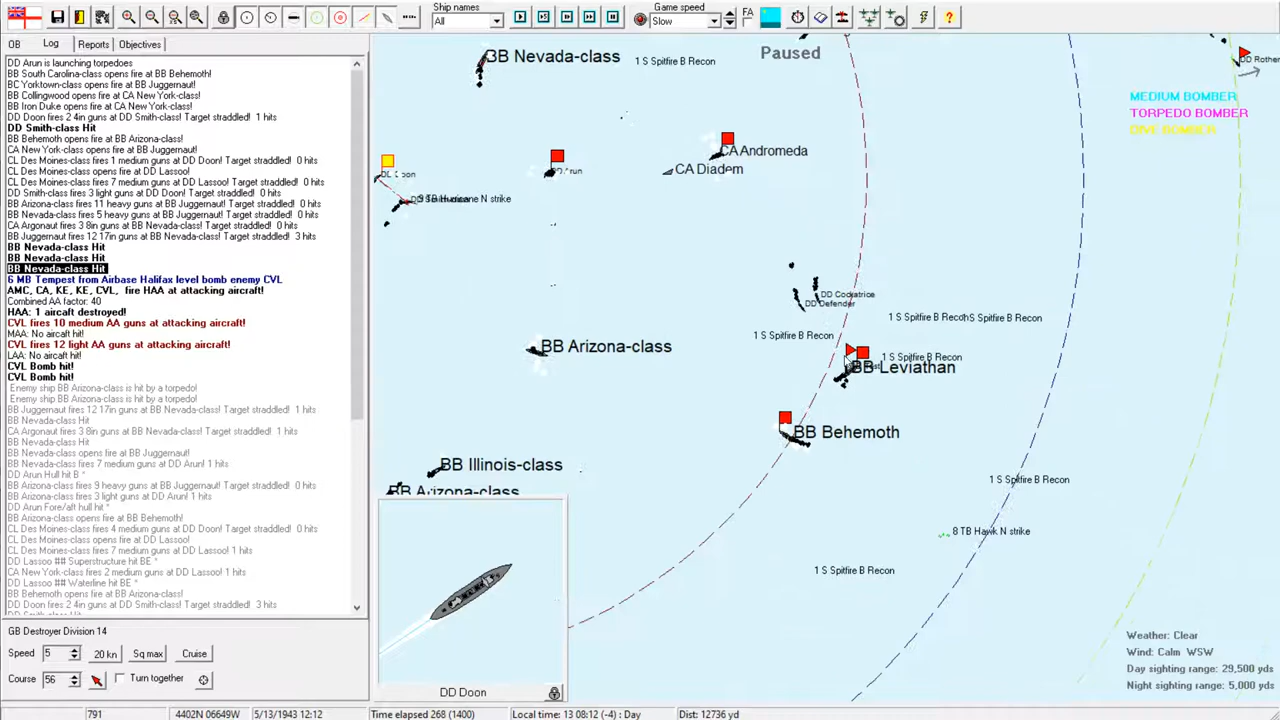 Ship names
All
Game speed
Slow
FA
OB
Log
Reports
Objectives
DD Arun is launching torpedoes
BB South Carolina-class opens fire at BB Behemoth!
BC Yorktown-class opens fire at BB Juggernaut!
BB Collingwood opens fire at CA New York-class!
BB Iron Duke opens fire at CA New York-class!
DD Doon fires 2 4in guns at DD Smith-class! Target straddled! 1 hits
DD Smith-class Hit
BB Behemoth opens fire at BB Arizona-class!
CA New York-class opens fire at BB Juggernaut!
CL Des Moines-class fires 1 medium guns at DD Doon! Target straddled! 0 hits
CL Des Moines-class opens fire at DD Lassoo!
CL Des Moines-class fires 7 medium guns at DD Lassoo! Target straddled! 0 hits
DD Smith-class fires 3 light guns at DD Doon! Target straddled! 0 hits
BB Arizona-class fires 11 heavy guns at BB Juggernaut! Target straddled! 0 hits
BB Nevada-class fires 5 heavy guns at BB Juggernaut! Target straddled! 0 hits
CA Argonaut fires 3 8in guns at BB Nevada-class! Target straddled! 0 hits
BB Juggernaut fires 12 17in guns at BB Nevada-class! Target straddled! 3 hits
BB Nevada-class Hit
BB Nevada-class Hit
BB Nevada-class Hit
6 MB Tempest from Airbase Halifax level bomb enemy CVL
AMC, CA, KE, KE, CVL, fire HAA at attacking aircraft!
Combined AA factor: 40
HAA: 1 aircaft destroyed!
CVL fires 10 medium AA guns at attacking aircraft!
MAA: No aircaft hit!
CVL fires 12 light AA guns at attacking aircraft!
LAA: No aircaft hit!
CVL Bomb hit!
CVL Bomb hit!
Enemy ship BB Arizona-class is hit by a torpedo!
Enemy ship BB Arizona-class is hit by a torpedo!
BB Juggernaut fires 12 17in guns at BB Nevada-class! Target straddled! 1 hits
BB Nevada-class Hit
CA Argonaut fires 3 8in guns at BB Nevada-class! Target straddled! 1 hits
BB Nevada-class Hit
BB Nevada-class opens fire at BB Juggernaut!
BB Nevada-class fires 7 medium guns at DD Arun! 1 hits
DD Arun Hull hit B *
BB Arizona-class fires 9 heavy guns at BB Juggernaut! Target straddled! 0 hits
BB Arizona-class fires 3 light guns at DD Arun! 1 hits
DD Arun Fore/aft hull hit *
BB Arizona-class opens fire at BB Behemoth!
CL Des Moines-class fires 4 medium guns at DD Doon! Target straddled! 0 hits
CL Des Moines-class opens fire at DD Lassoo!
CL Des Moines-class fires 7 medium guns at DD Lassoo! 1 hits
DD Lassoo ## Superstructure hit BE *
CA New York-class fires 2 medium guns at DD Lassoo! 1 hits
DD Lassoo ## Waterline hit BE *
BB Behemoth opens fire at BB Arizona-class!
DD Doon fires 2 4in guns at DD Smith-class! Target straddled! 3 hits
DD Smith-class Hit
GB Destroyer Division 14
Speed
5
20 kn
Sq max
Cruise
Course
56
Turn together
Paused
BB Nevada-class
1 S Spitfire B Recon
DD Rother
MEDIUM BOMBER
TORPEDO BOMBER
DIVE BOMBER
CA Andromeda
CA Diadem
DD Arun
DD Doon
9 TB Hurricane N strike
DD Cockatrice
DD Defender
1 S Spitfire B Recon
S Spitfire B Recon
1 S Spitfire B Recon
1 S Spitfire B Recon
BB Arizona-class
BB Leviathan
BB Behemoth
BB Illinois-class
BB Arizona-class
1 S Spitfire B Recon
8 TB Hawk N strike
1 S Spitfire B Recon
DD Doon
Weather: Clear
Wind: Calm WSW
Day sighting range: 29,500 yds
Night sighting range: 5,000 yds
791
4402N 06649W
5/13/1943 12:12
Time elapsed 268 (1400)
Local time: 13 08:12 (-4) : Day
Dist: 12736 yd